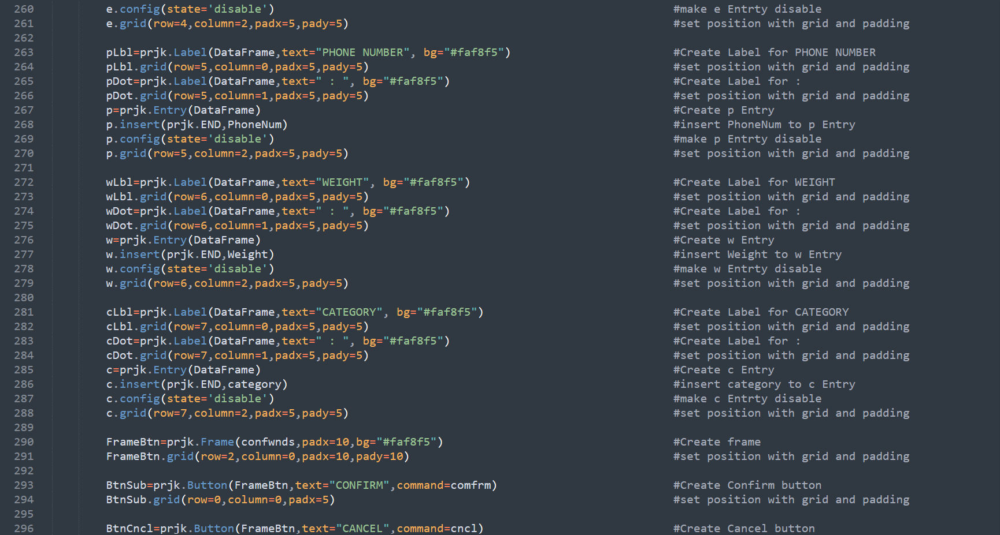 260 e.config(state='disable') #make e Entrty disable
261 e.grid(row=4,column=2,padx=5,pady=5) #set position with grid and padding
262
263 pLbl=prjk.Label(DataFrame,text="PHONE NUMBER", bg="#faf8f5") #Create Label for PHONE NUMBER
264 pLbl.grid(row=5,column=0,padx=5,pady=5) #set position with grid and padding
265 pDot=prjk.Label(DataFrame,text=" : ", bg="#faf8f5") #Create Label for :
266 pDot.grid(row=5,column=1,padx=5,pady=5) #set position with grid and padding
267 p=prjk.Entry(DataFrame) #Create p Entry
268 p.insert(prjk.END,PhoneNum) #insert PhoneNum to p Entry
269 p.config(state='disable') #make p Entrty disable
270 p.grid(row=5,column=2,padx=5,pady=5) #set position with grid and padding
271
272 wLbl=prjk.Label(DataFrame,text="WEIGHT", bg="#faf8f5") #Create Label for WEIGHT
273 wLbl.grid(row=6,column=0,padx=5,pady=5) #set position with grid and padding
274 wDot=prjk.Label(DataFrame,text=" : ", bg="#faf8f5") #Create Label for :
275 wDot.grid(row=6,column=1,padx=5,pady=5) #set position with grid and padding
276 w=prjk.Entry(DataFrame) #Create w Entry
277 w.insert(prjk.END,Weight) #insert Weight to w Entry
278 w.config(state='disable') #make w Entrty disable
279 w.grid(row=6,column=2,padx=5,pady=5) #set position with grid and padding
280
281 cLbl=prjk.Label(DataFrame,text="CATEGORY", bg="#faf8f5") #Create Label for CATEGORY
282 cLbl.grid(row=7,column=0,padx=5,pady=5) #set position with grid and padding
283 cDot=prjk.Label(DataFrame,text=" : ", bg="#faf8f5") #Create Label for :
284 cDot.grid(row=7,column=1,padx=5,pady=5) #set position with grid and padding
285 c=prjk.Entry(DataFrame) #Create c Entry
286 c.insert(prjk.END,category) #insert category to c Entry
287 c.config(state='disable') #make c Entrty disable
288 c.grid(row=7,column=2,padx=5,pady=5) #set position with grid and padding
289
290 FrameBtn=prjk.Frame(confwnds,padx=10,bg="#faf8f5") #Create frame
291 FrameBtn.grid(row=2,column=0,padx=10,pady=10) #set position with grid and padding
292
293 BtnSub=prjk.Button(FrameBtn,text="CONFIRM",command=comfrm) #Create Confirm button
294 BtnSub.grid(row=0,column=0,padx=5) #set position with grid and padding
295
296 BtnCncl=prjk.Button(FrameBtn,text="CANCEL",command=cncl) #Create Cancel button